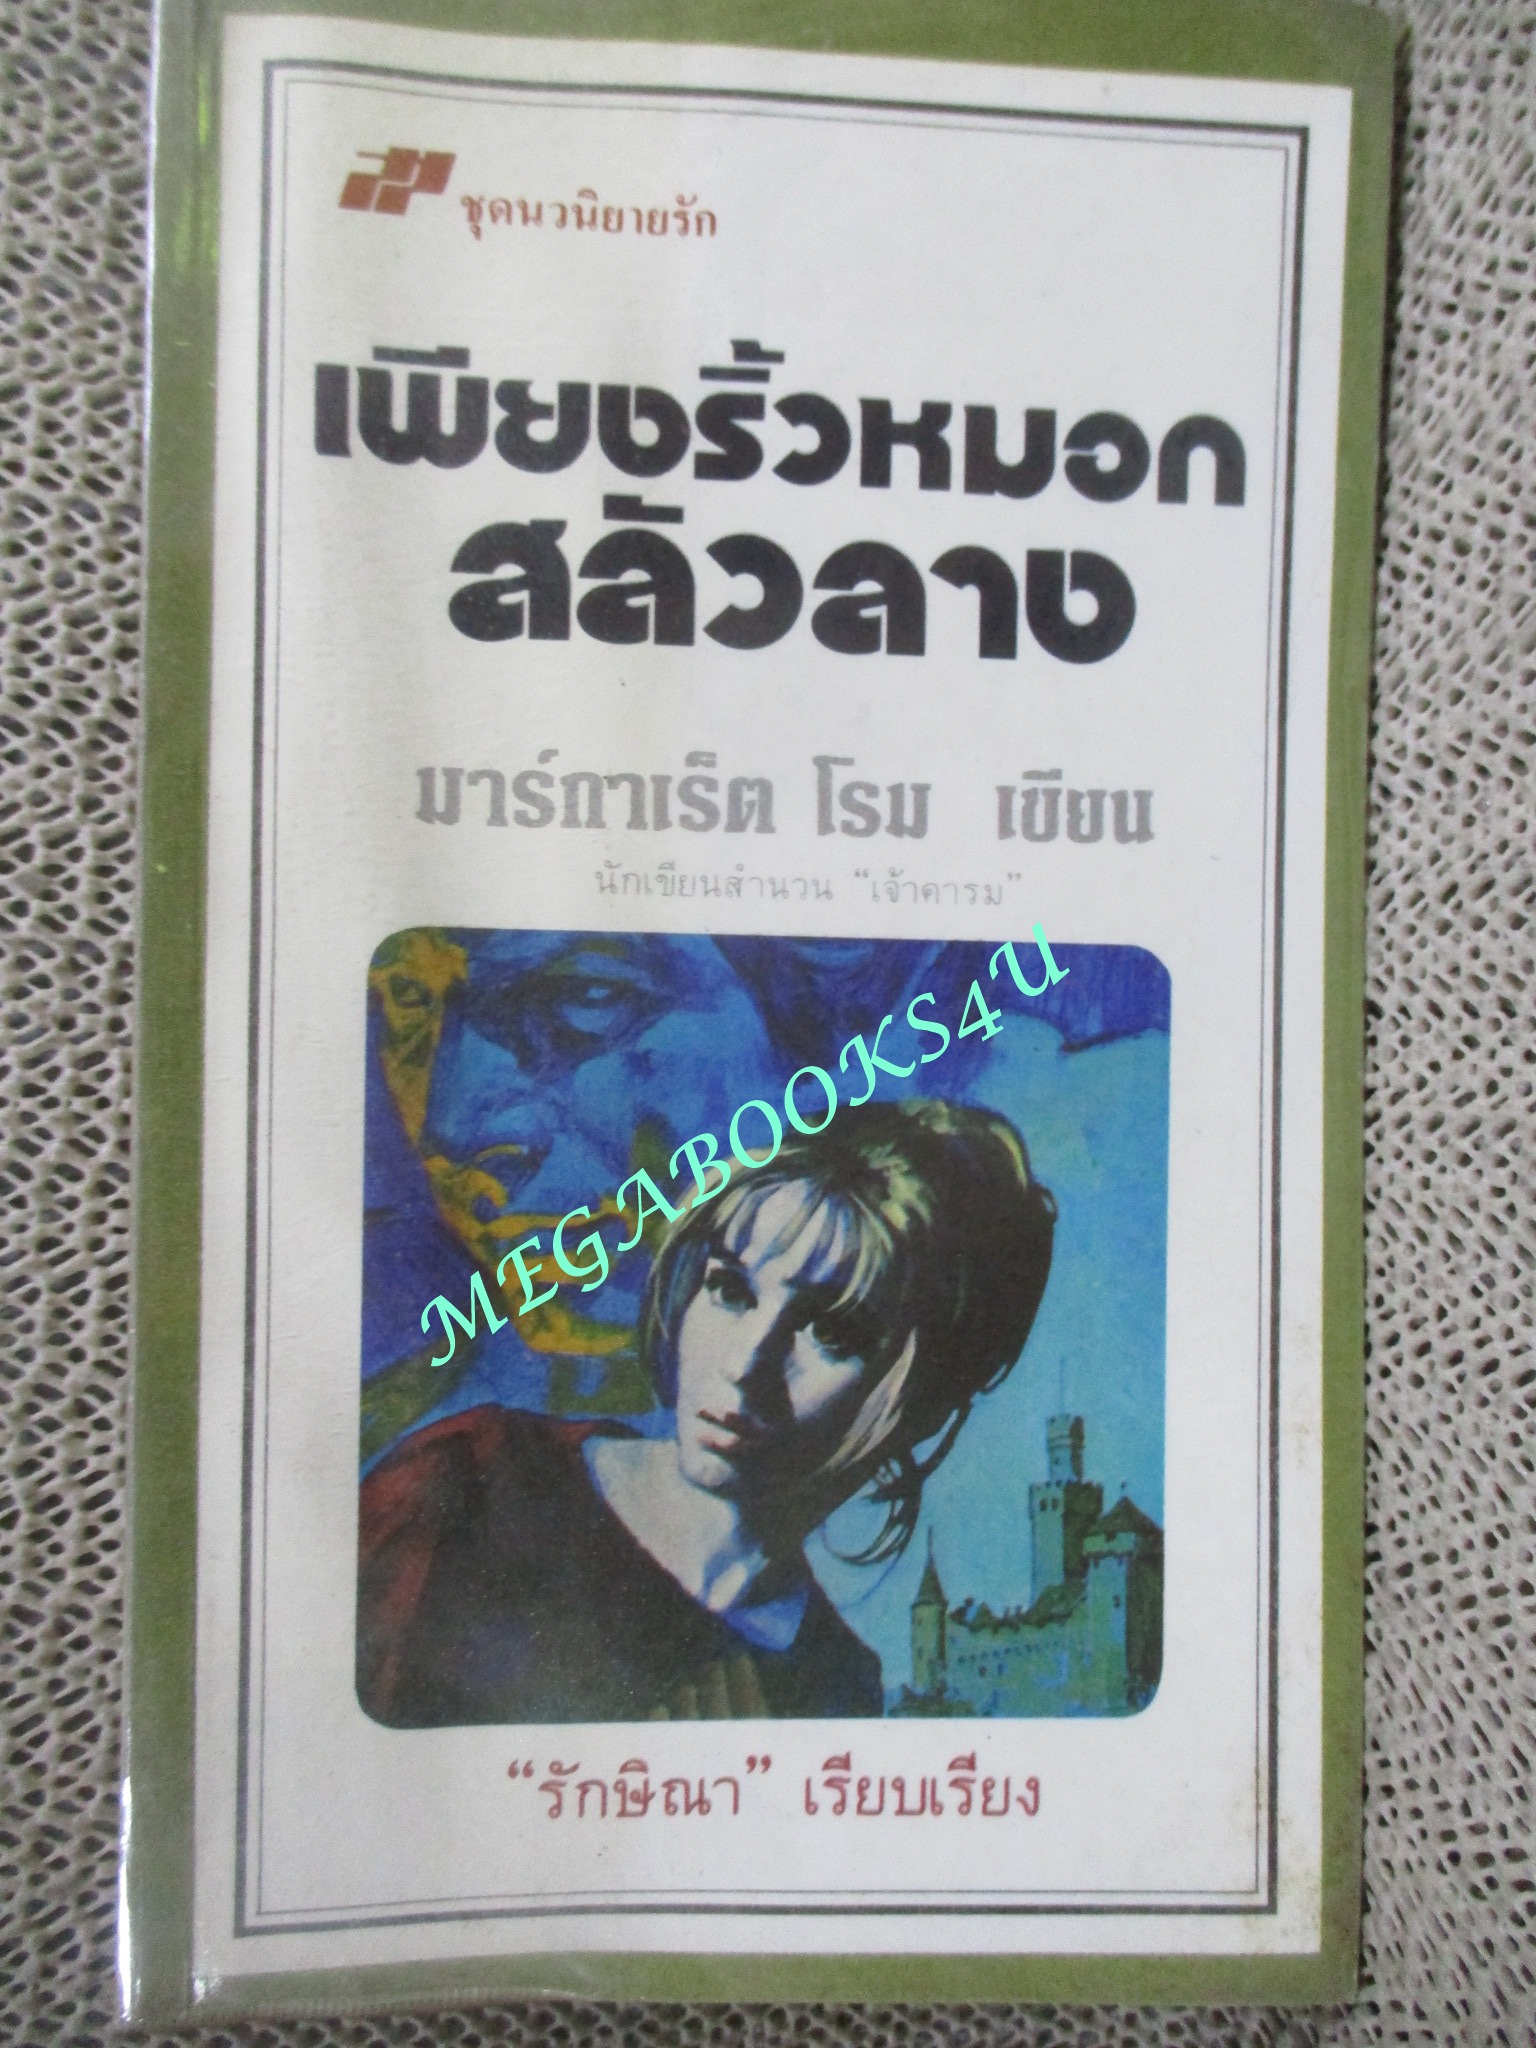 ชุดนวนิยายรัก
เพียงริ้วหมอก
สลัวลาง
มาร์กาเร็ต โรม เขียน
นักเขียนสำนวน “เจ้าคารม”
MEGABOOKS4U
“รักษิณา” เรียบเรียง